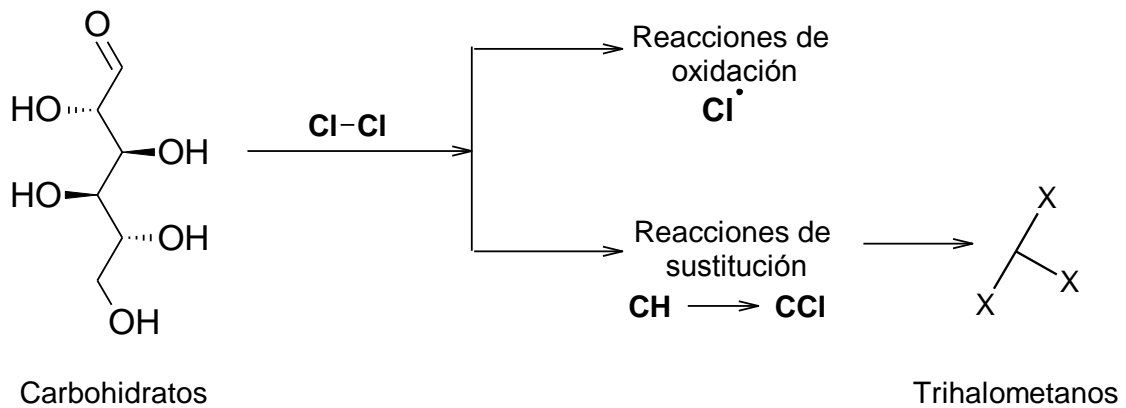 O
HO
OH
HO
OH
OH
Carbohidratos
Cl–Cl
Reacciones de
oxidación
Cl•
Reacciones de
sustitución
CH
CCl
X
X
X
Trihalometanos